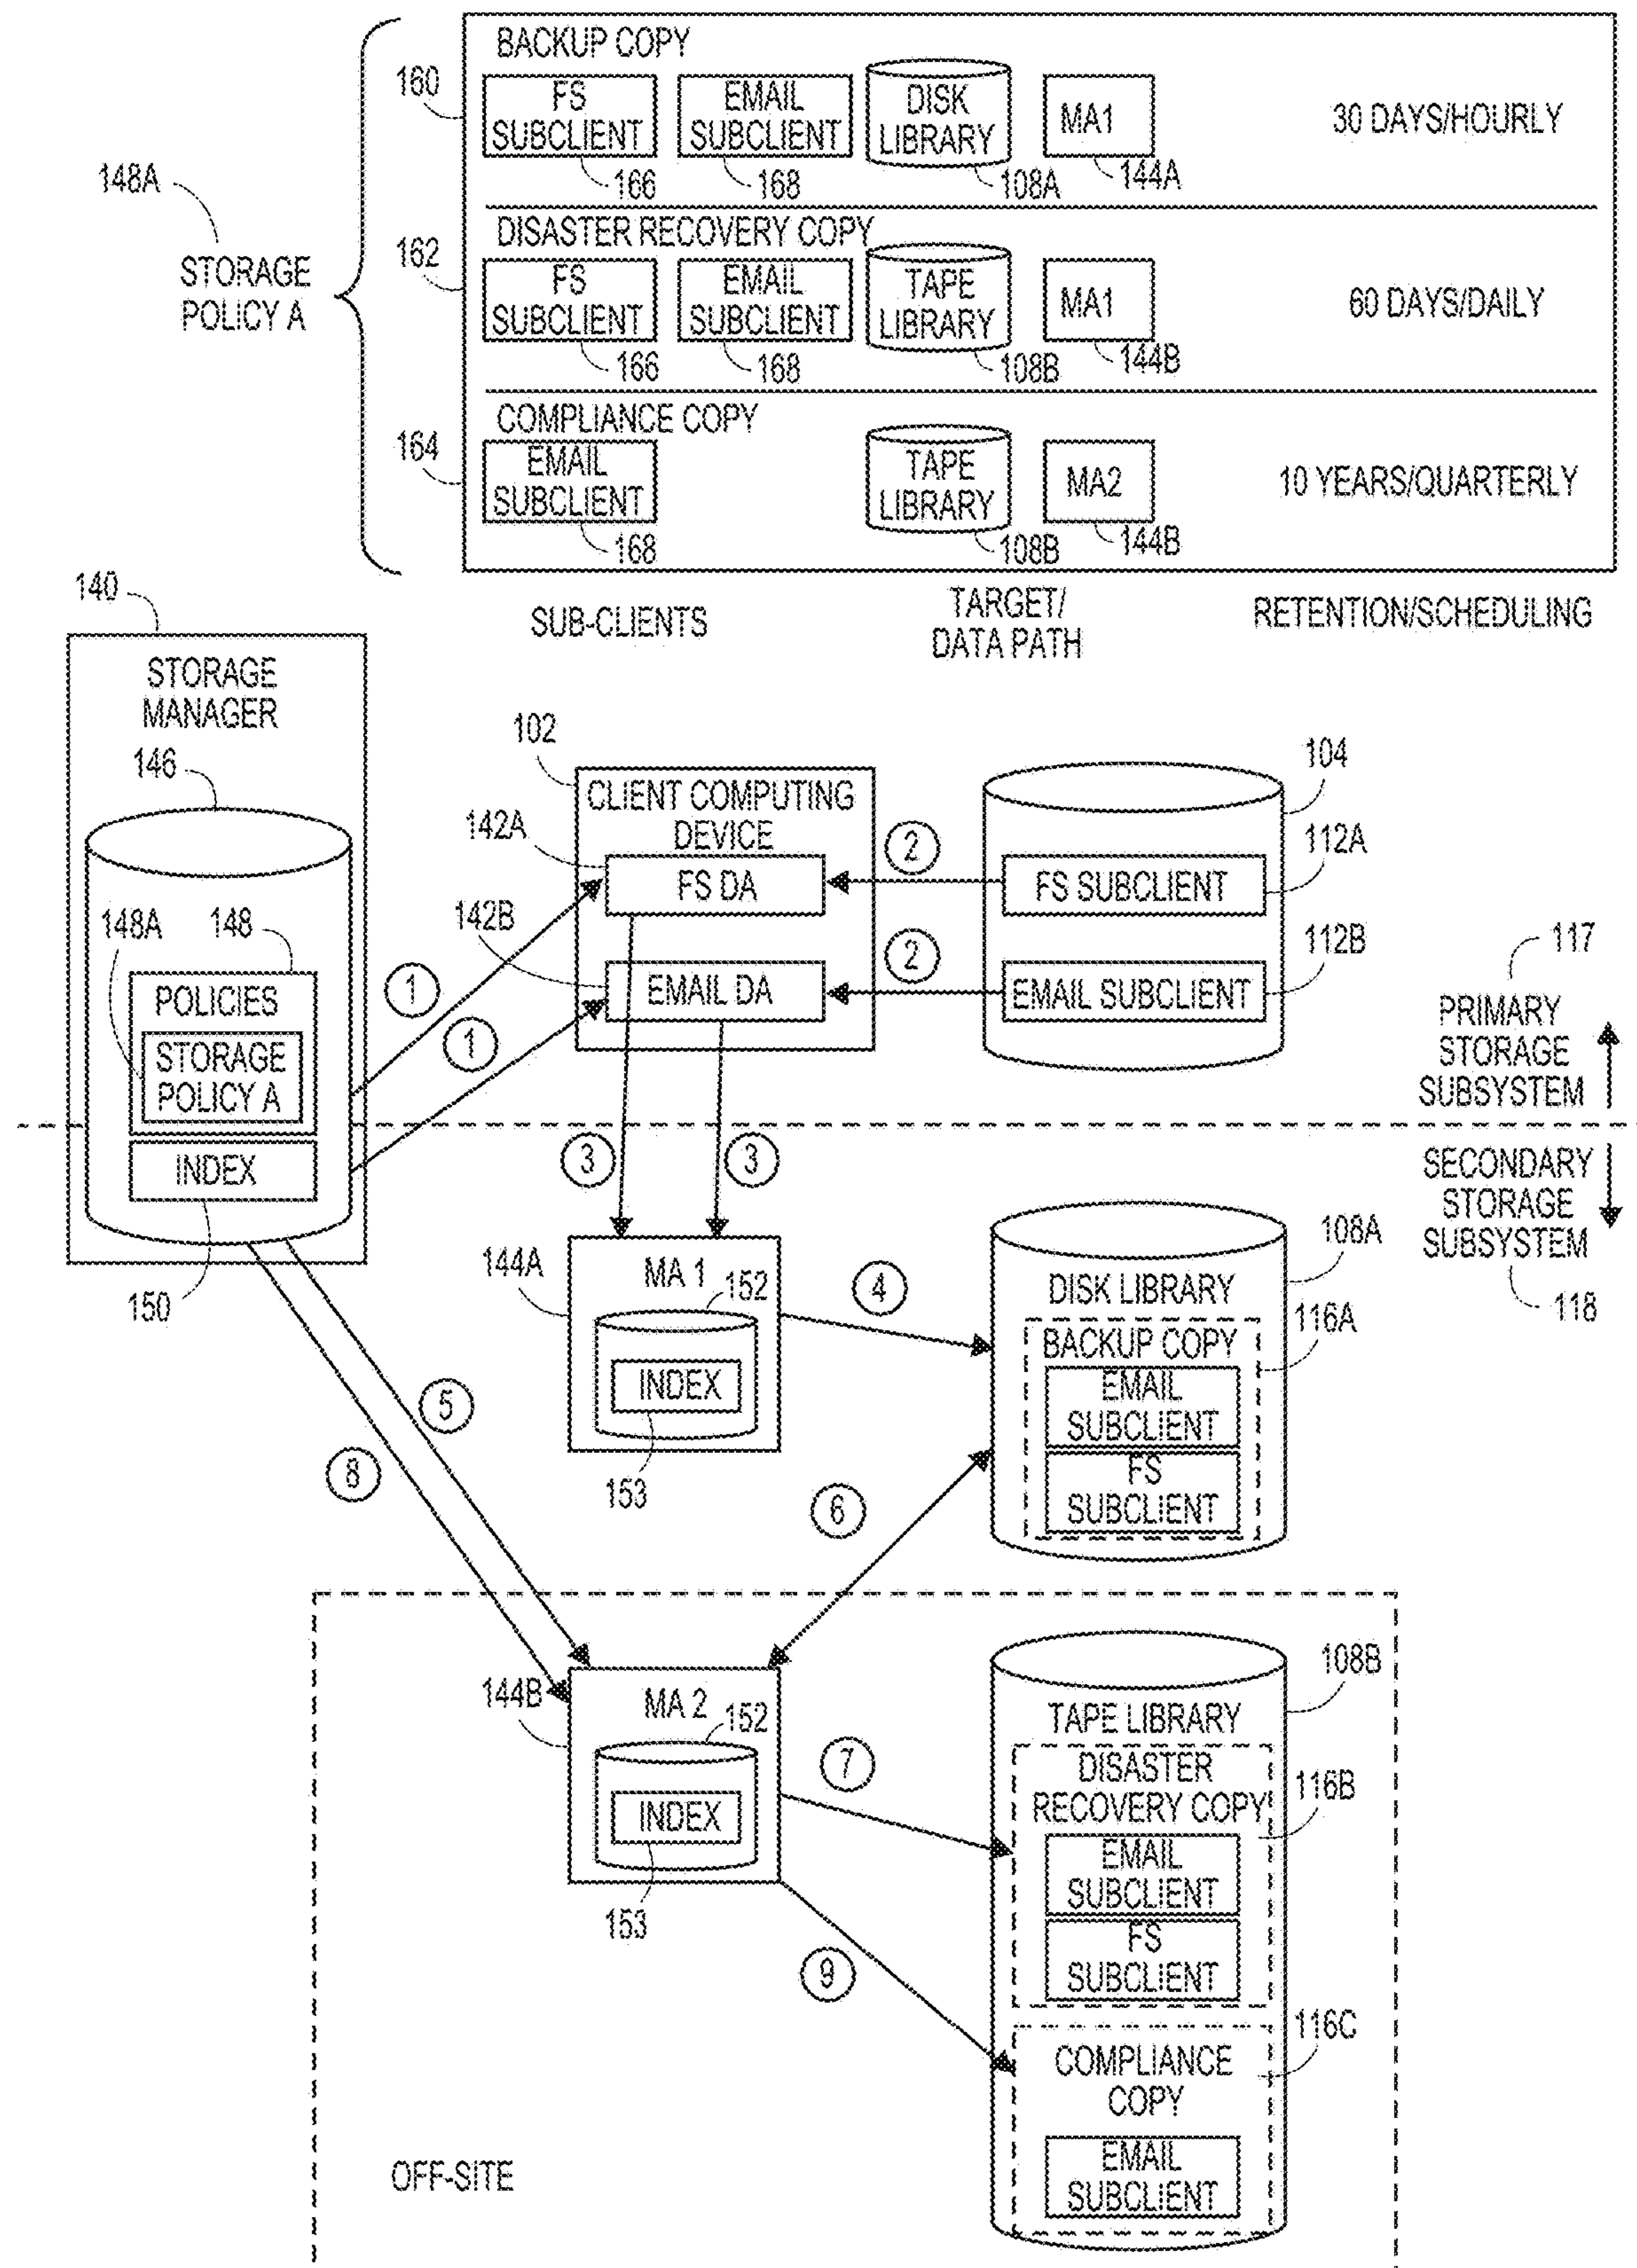 BACKUP COPY
160
FS
SUBCLIENT
166
EMAIL
SUBCLIENT
168
DISK
LIBRARY
108A
MA1
144A
30 DAYS/HOURLY
148A
STORAGE
POLICY A
DISASTER RECOVERY COPY
162
FS
SUBCLIENT
166
EMAIL
SUBCLIENT
168
TAPE
LIBRARY
108B
MA1
144B
60 DAYS/DAILY
COMPLIANCE COPY
164
EMAIL
SUBCLIENT
168
TAPE
LIBRARY
108B
MA2
144B
10 YEARS/QUARTERLY
SUB-CLIENTS
TARGET/
DATA PATH
RETENTION/SCHEDULING
140
STORAGE
MANAGER
146
148A
148
POLICIES
STORAGE
POLICY A
INDEX
150
102
CLIENT COMPUTING
DEVICE
142A
FS DA
142B
EMAIL DA
1
1
2
2
104
112A
FS SUBCLIENT
112B
EMAIL SUBCLIENT
117
PRIMARY
STORAGE
SUBSYSTEM
SECONDARY
STORAGE
SUBSYSTEM
118
3
3
144A
MA 1
152
INDEX
153
4
108A
DISK LIBRARY
116A
BACKUP COPY
EMAIL
SUBCLIENT
FS
SUBCLIENT
5
8
6
144B
MA 2
152
INDEX
153
7
9
108B
TAPE LIBRARY
DISASTER
RECOVERY COPY
116B
EMAIL
SUBCLIENT
FS
SUBCLIENT
116C
COMPLIANCE
COPY
EMAIL
SUBCLIENT
OFF-SITE